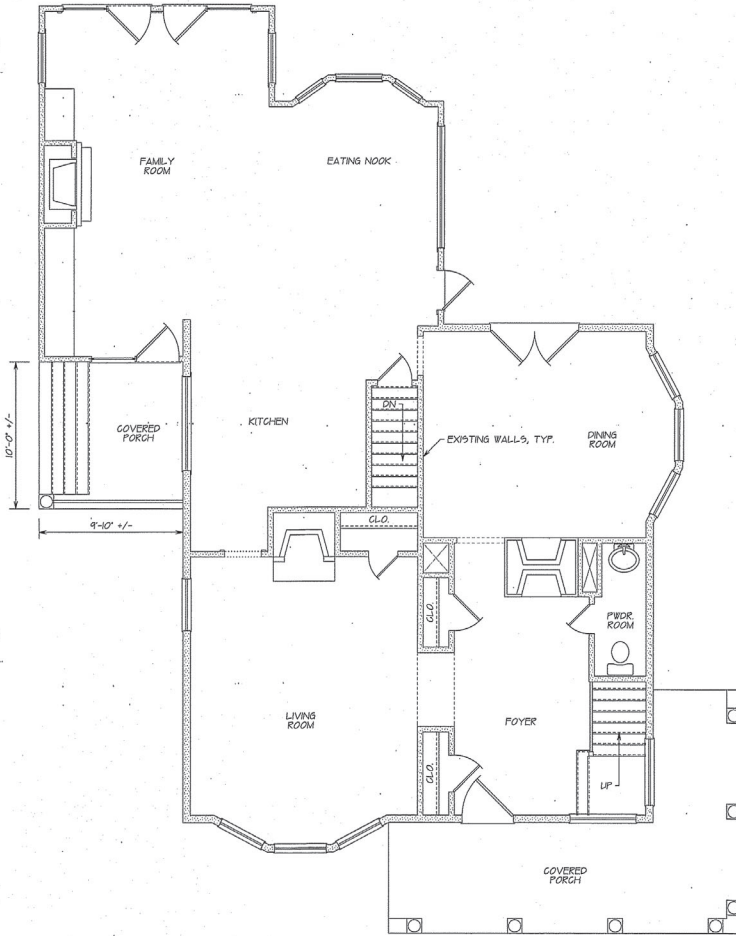 FAMILY
ROOM
EATING NOOK
10'-0" +/-
COVERED
PORCH
KITCHEN
DN
EXISTING WALLS, TYP.
DINING
ROOM
9'-10" +/-
CLO.
CLO.
PWDR.
ROOM
LIVING
ROOM
FOYER
CLO.
UP
COVERED
PORCH